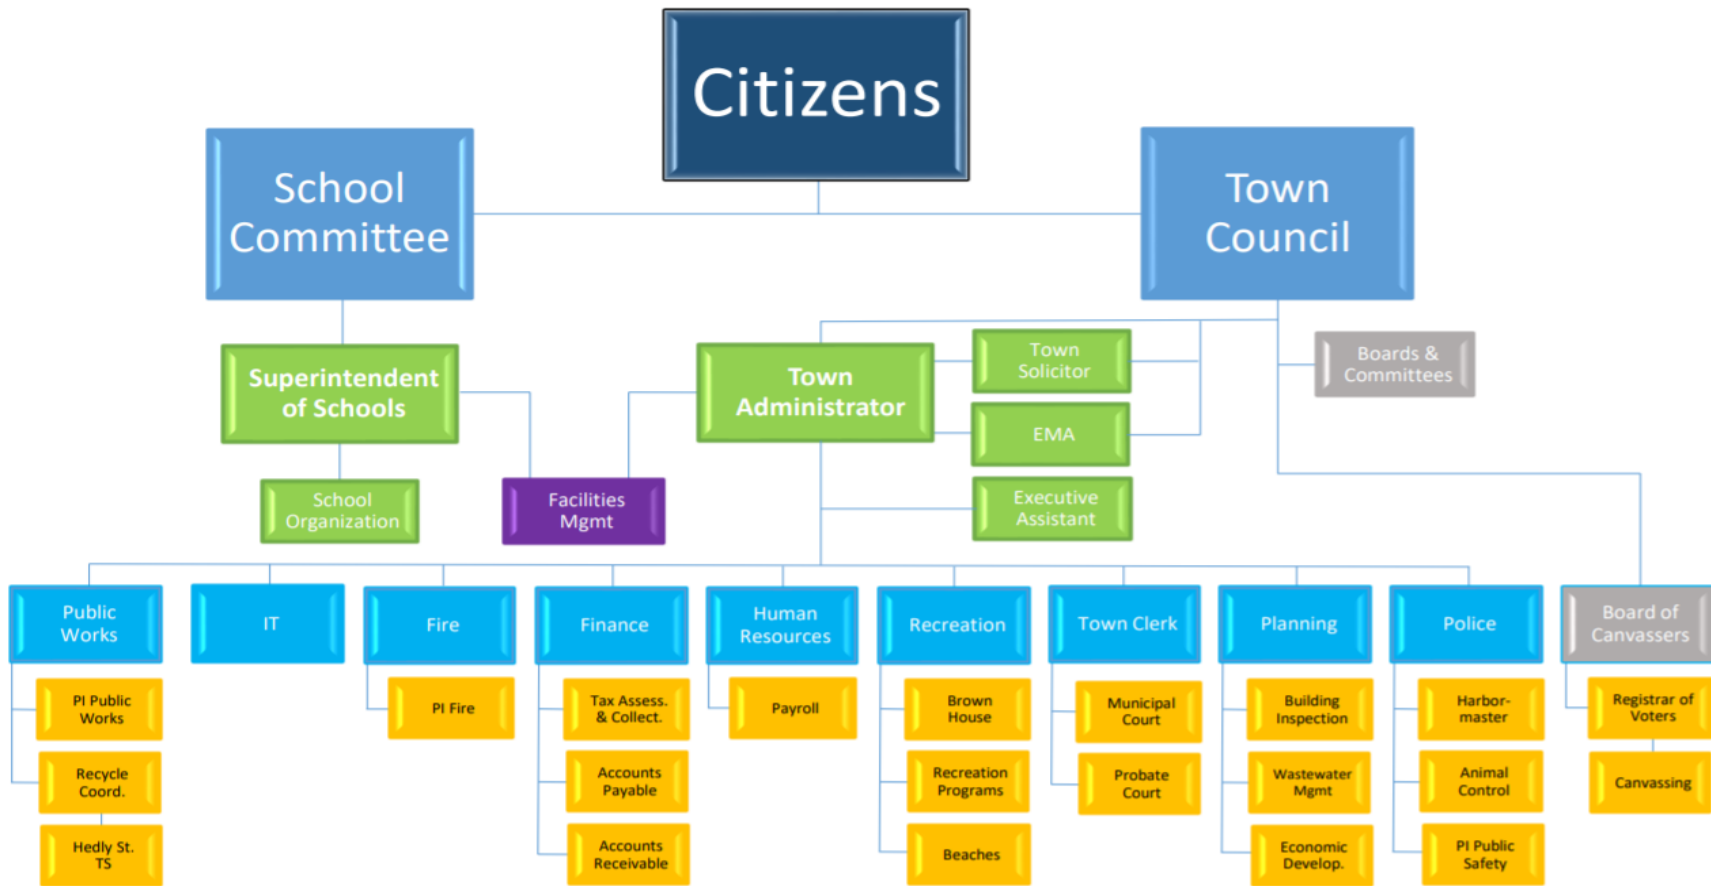 Citizens
School
Committee
Town
Council
Superintendent
of Schools
Town
Administrator
Town
Solicitor
Boards &
Committees
EMA
School
Organization
Facilities
Mgmt
Executive
Assistant
Public
Works
IT
Fire
Finance
Human
Resources
Recreation
Town Clerk
Planning
Police
Board of
Canvassers
PI Public
Works
PI Fire
Tax Assess.
& Collect.
Payroll
Brown
House
Municipal
Court
Building
Inspection
Harbor-
master
Registrar of
Voters
Recycle
Coord.
Accounts
Payable
Recreation
Programs
Probate
Court
Wastewater
Mgmt
Animal
Control
Canvassing
Hedly St.
TS
Accounts
Receivable
Beaches
Economic
Develop.
PI Public
Safety